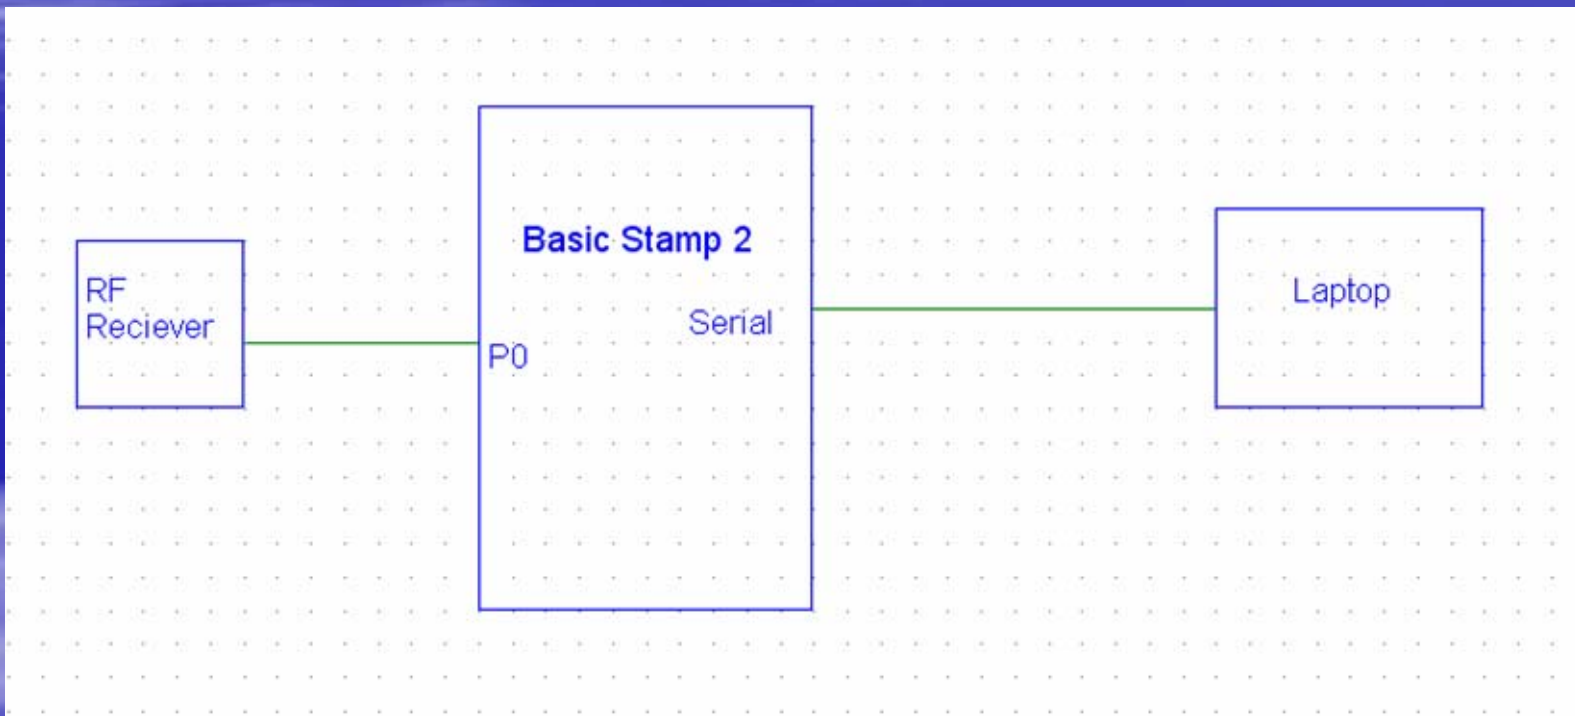 RF
Reciever
Basic Stamp 2
Serial
P0
Laptop